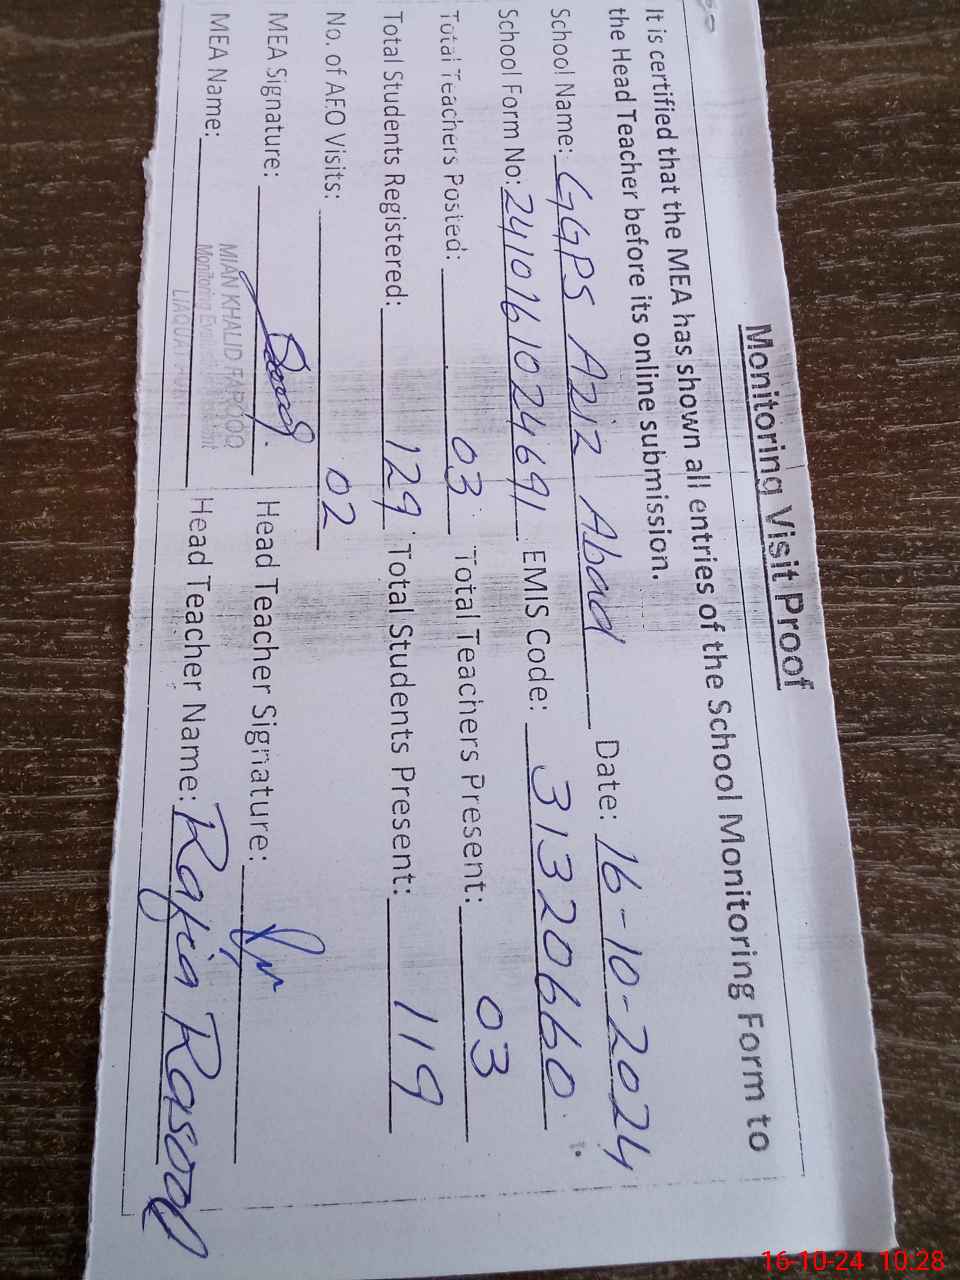 Monitoring Visit Proof
It is certified that the MEA has shown all entries of the School Monitoring Form to
the Head Teacher before its online submission.
School Name: GGPS Aziz Abad Date: 16-10-2024
School Form No: 2410161024691 EMIS Code: 31320660
Total Teachers Posted: 03 Total Teachers Present: 03
Total Students Registered: 129 Total Students Present: 119
No. of AEO Visits: 02
MEA Signature: Head Teacher Signature:
MEA Name: MIAN KHALID FAROOQ Head Teacher Name: Rafia Rasool
Monitoring
16-10-24 10:28